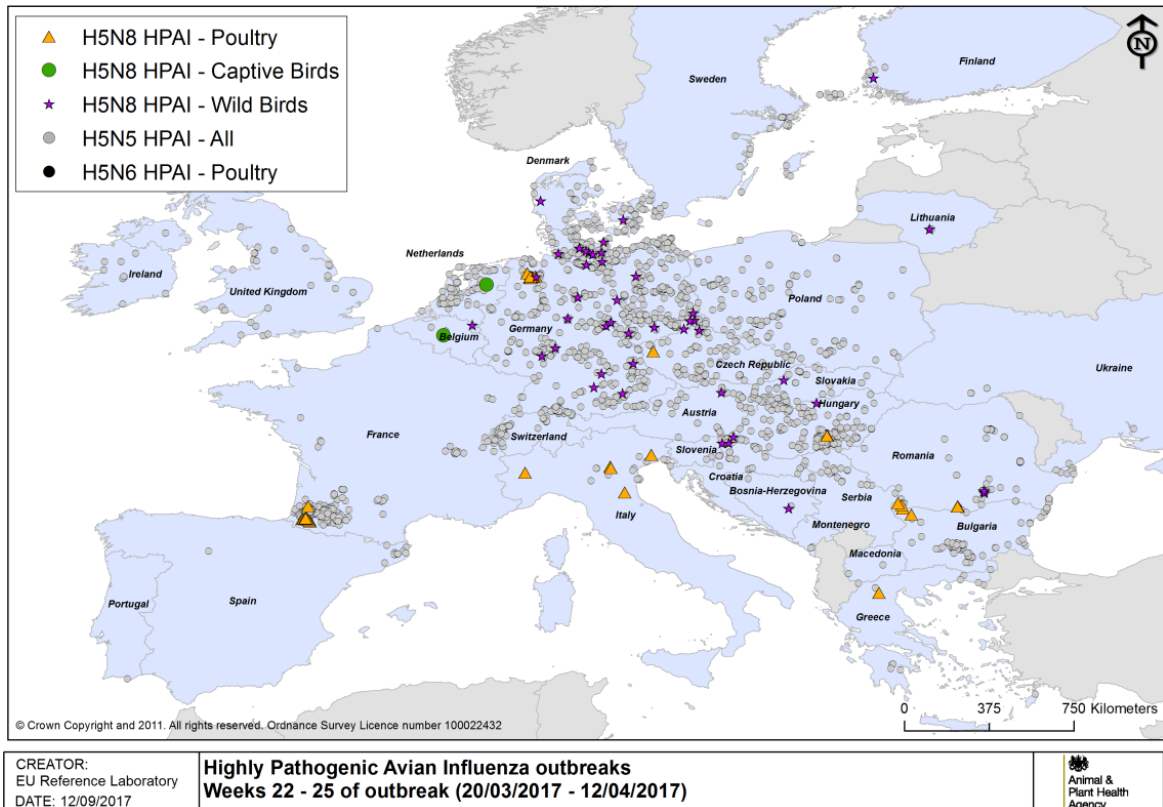 H5N8 HPAI - Poultry
H5N8 HPAI - Captive Birds
H5N8 HPAI - Wild Birds
H5N5 HPAI - All
H5N6 HPAI - Poultry
N
Finland
Sweden
Denmark
Lithuania
Netherlands
Ireland
United Kingdom
Poland
Germany
Belgium
Czech Republic
Ukraine
Slovakia
Hungary
Austria
France
Switzerland
Slovenia
Romania
Croatia
Bosnia-Herzegovina
Serbia
Italy
Montenegro
Bulgaria
Macedonia
Portugal
Spain
Greece
0 375 750 Kilometers
© Crown Copyright and 2011. All rights reserved. Ordnance Survey Licence number 100022432
CREATOR:
EU Reference Laboratory
DATE: 12/09/2017
Highly Pathogenic Avian Influenza outbreaks
Weeks 22 - 25 of outbreak (20/03/2017 - 12/04/2017)
Animal &
Plant Health
Agency